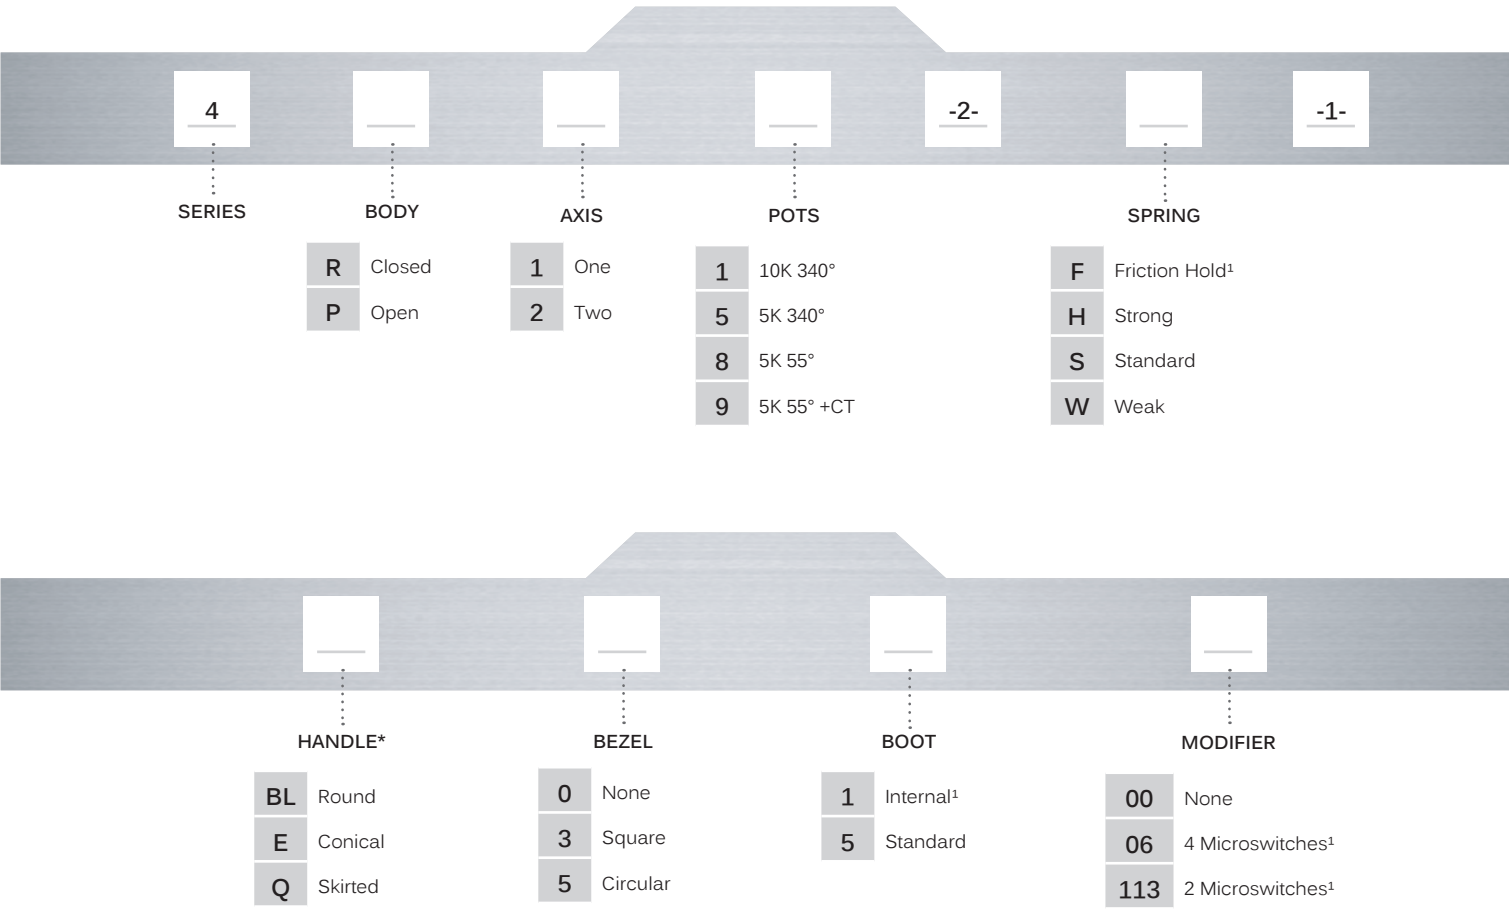 4 -2- -1-
SERIES BODY AXIS POTS SPRING
R Closed 1 One 1 10K 340° F Friction Hold¹
P Open 2 Two 5 5K 340° H Strong
8 5K 55° S Standard
9 5K 55° +CT W Weak
HANDLE* BEZEL BOOT MODIFIER
BL Round 0 None 1 Internal¹ 00 None
E Conical 3 Square 5 Standard 06 4 Microswitches¹
Q Skirted 5 Circular 113 2 Microswitches¹